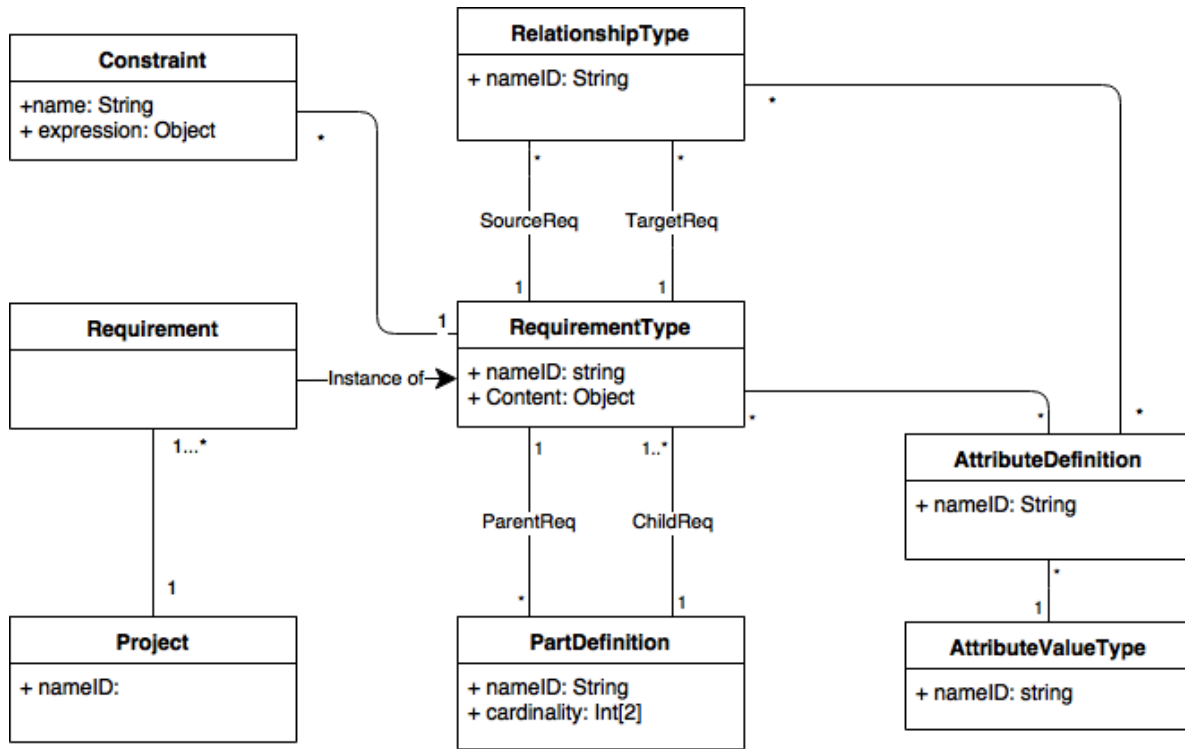 RelationshipType
+ nameID: String
Constraint
+name: String
+ expression: Object
*
*
*
*
SourceReq
TargetReq
1
1
1
Requirement
RequirementType
+ nameID: string
+ Content: Object
Instance of
*
*
*
1...*
1
1..*
AttributeDefinition
+ nameID: String
ParentReq
ChildReq
*
1
1
*
1
Project
+ nameID:
PartDefinition
+ nameID: String
+ cardinality: Int[2]
AttributeValueType
+ nameID: string